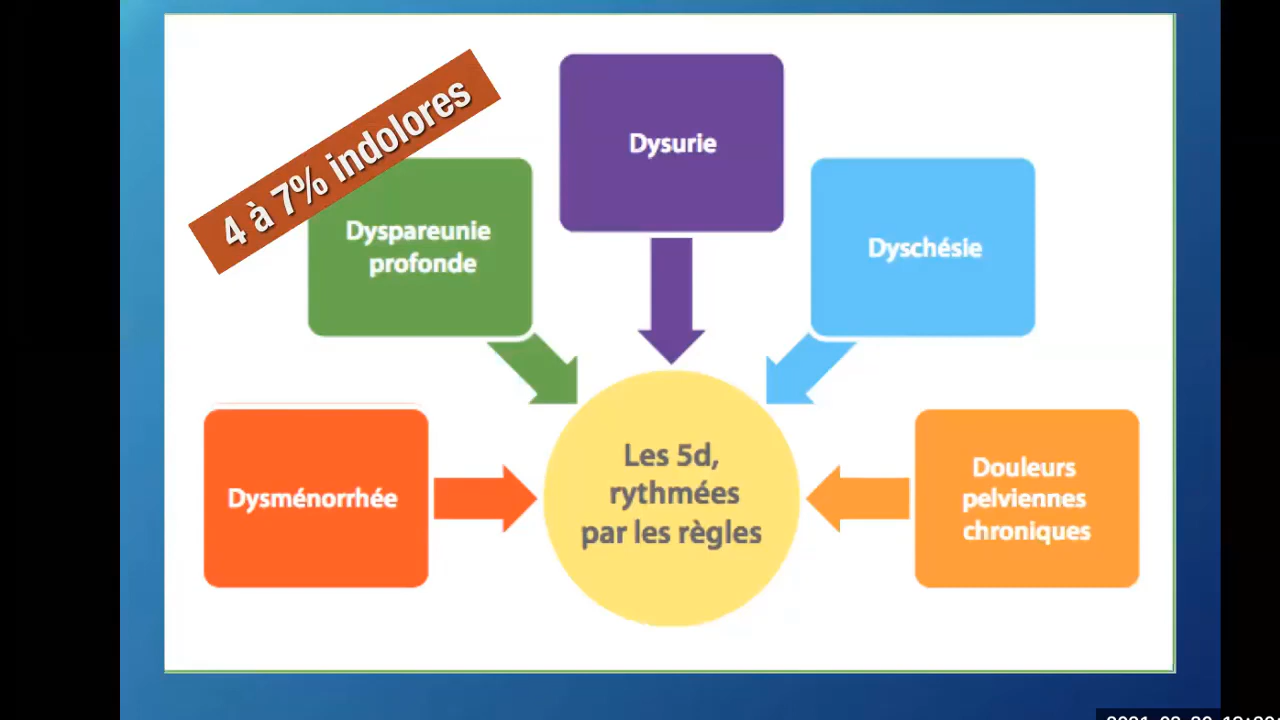 4 à 7% indolores
Dysurie
Dyspareunie
profonde
Dyschésie
Dysménorrhée
Les 5d,
rythmées
par les règles
Douleurs
pelviennes
chroniques